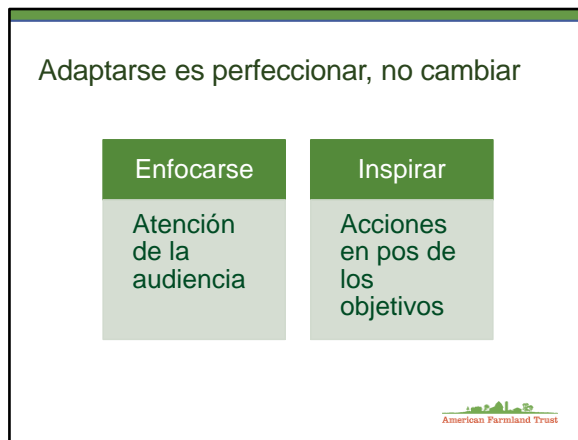 Adaptarse es perfeccionar, no cambiar
Enfocarse
Atención
de la
audiencia
Inspirar
Acciones
en pos de
los
objetivos
American Farmland Trust